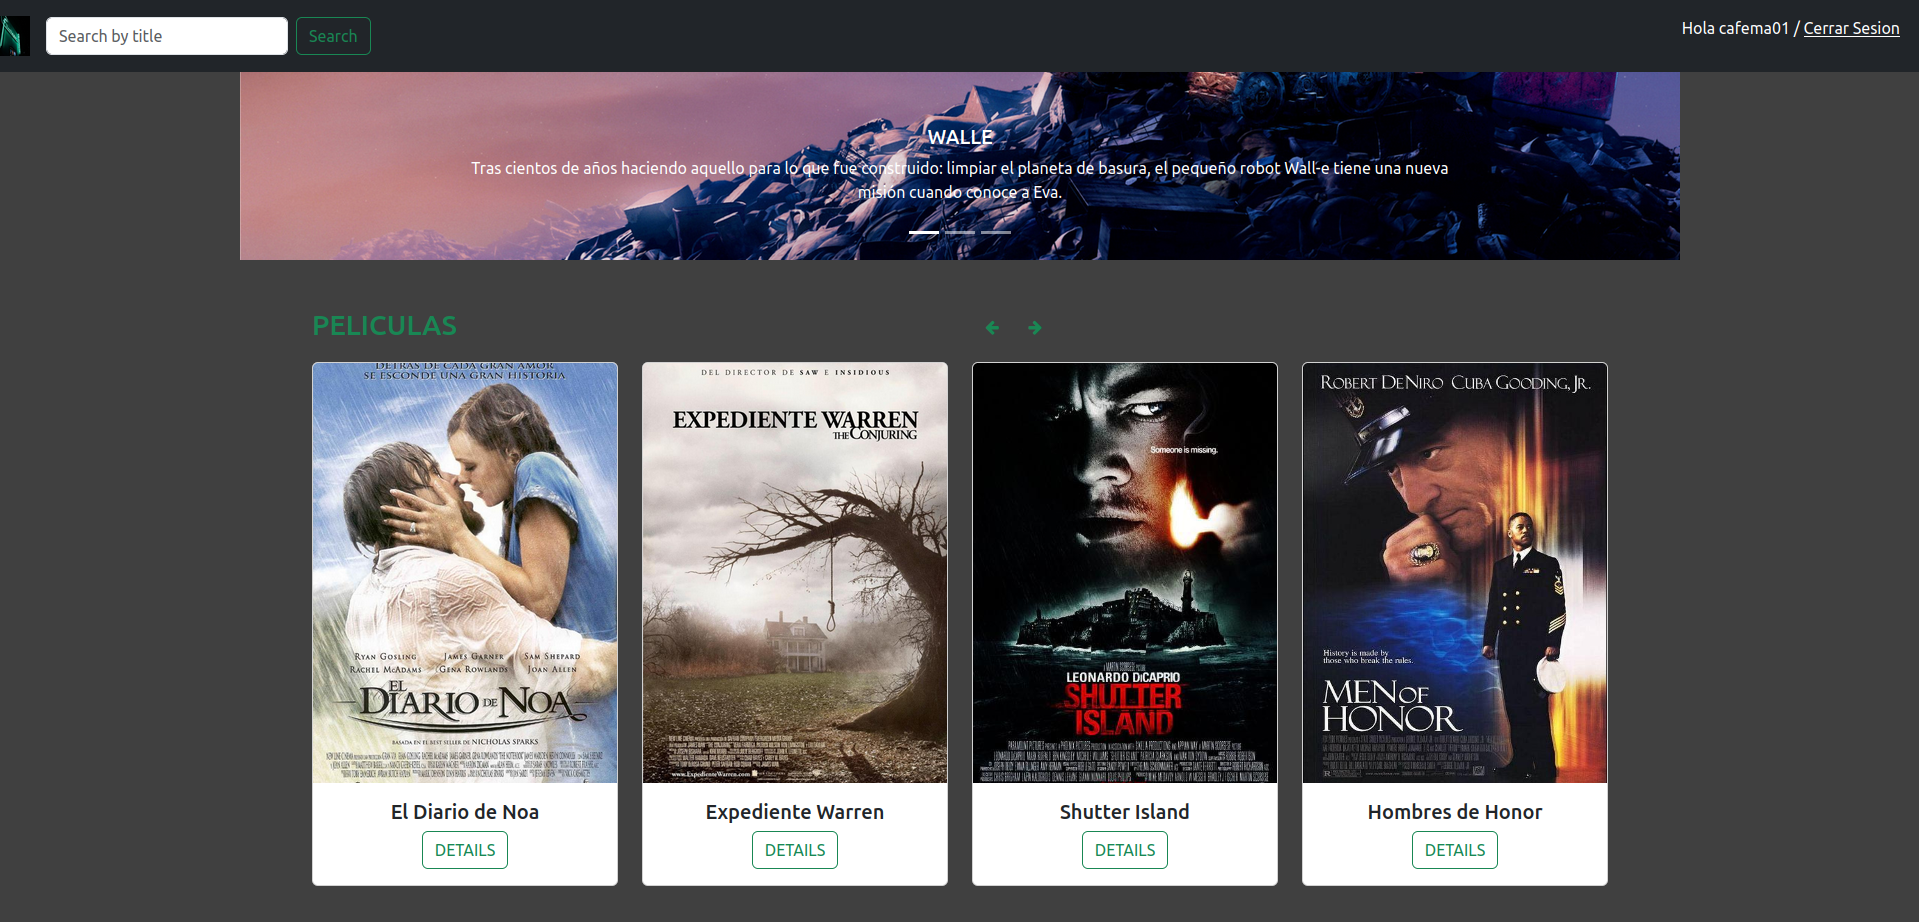 Search by title
Search
Hola cafema01 / Cerrar Sesion
WALLE
Tras cientos de años haciendo aquello para lo que fue construido: limpiar el planeta de basura, el pequeño robot Wall-e tiene una nueva
misión cuando conoce a Eva.
PELICULAS
DETRÁS DE CADA GRAN AMOR
SE ESCONDE UNA GRAN HISTORIA
RYAN GOSLING JAMES GARNER SAM SHEPARD
RACHEL MCADAMS GENA ROWLANDS JOAN ALLEN
EL
DIARIO DE NOA
BASADA EN EL BEST SELLER DE NICHOLAS SPARKS
El Diario de Noa
DETAILS
DEL DIRECTOR DE SAW E INSIDIOUS
EXPEDIENTE WARREN
THE CONJURING
www.ExpedienteWarren.com
Expediente Warren
DETAILS
Someone is missing.
A MARTIN SCORSESE PICTURE
LEONARDO DiCAPRIO
SHUTTER
ISLAND
Shutter Island
DETAILS
ROBERT DENIRO CUBA GOODING, JR.
History is made by
those who break the rules.
MEN OF
HONOR
Hombres de Honor
DETAILS